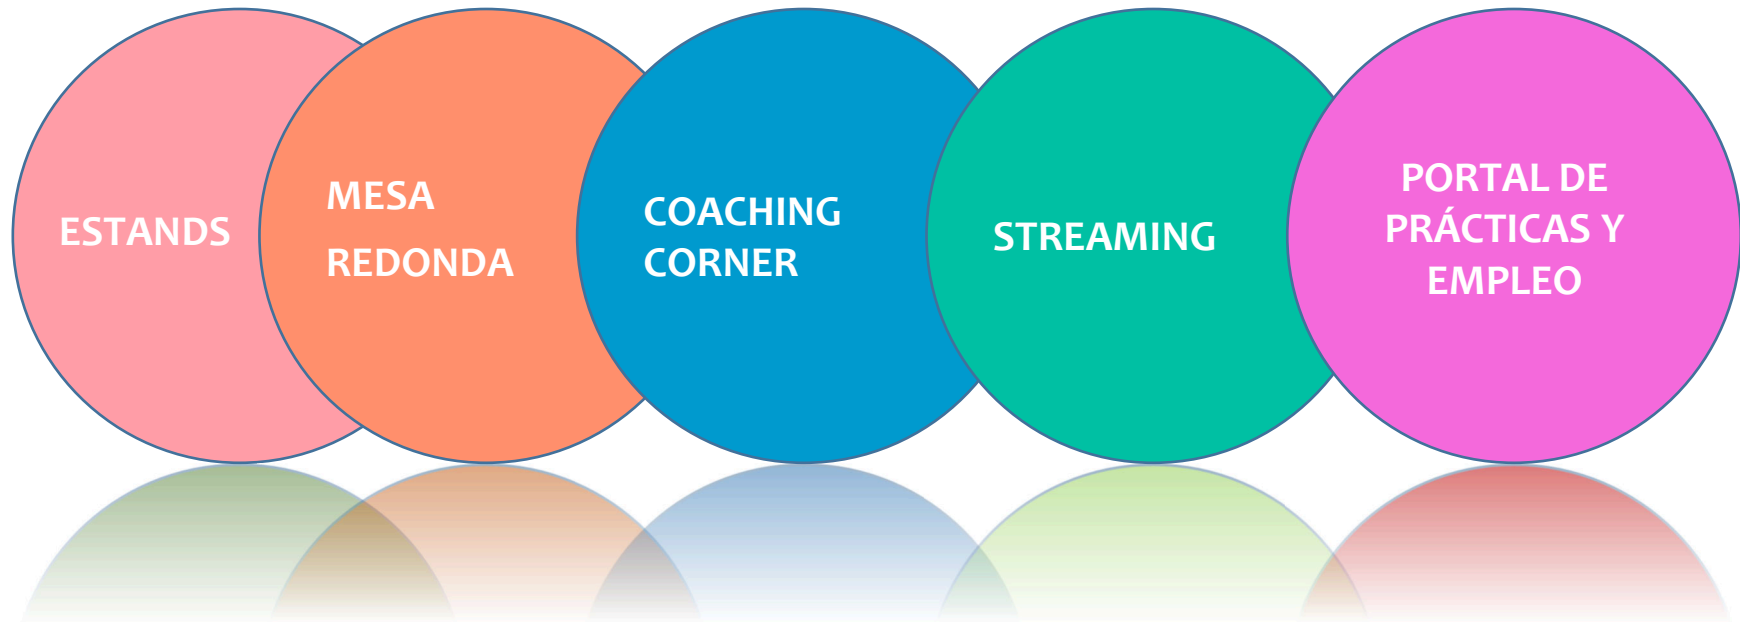 ESTANDS
MESA
REDONDA
COACHING
CORNER
STREAMING
PORTAL DE
PRÁCTICAS Y
EMPLEO